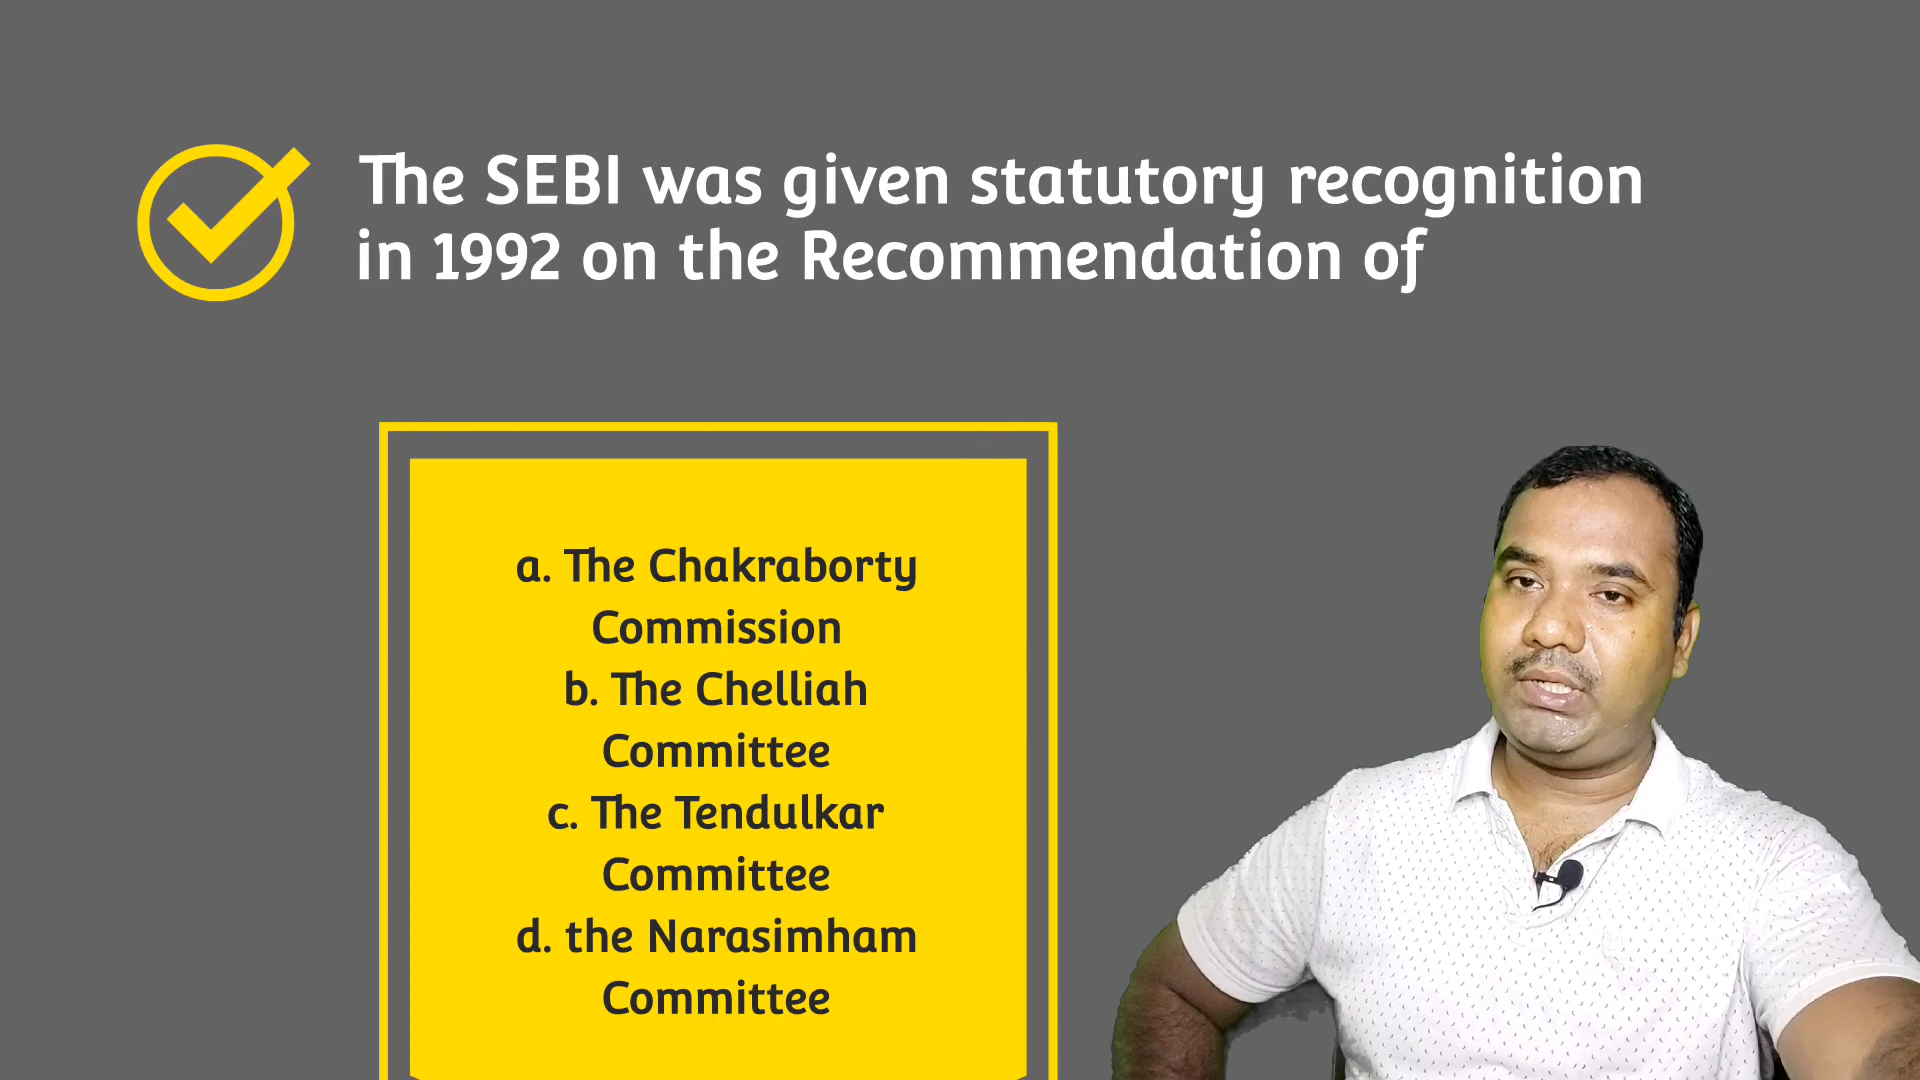 The SEBI was given statutory recognition
in 1992 on the Recommendation of
a. The Chakraborty
Commission
b. The Chelliah
Committee
c. The Tendulkar
Committee
d. the Narasimham
Committee